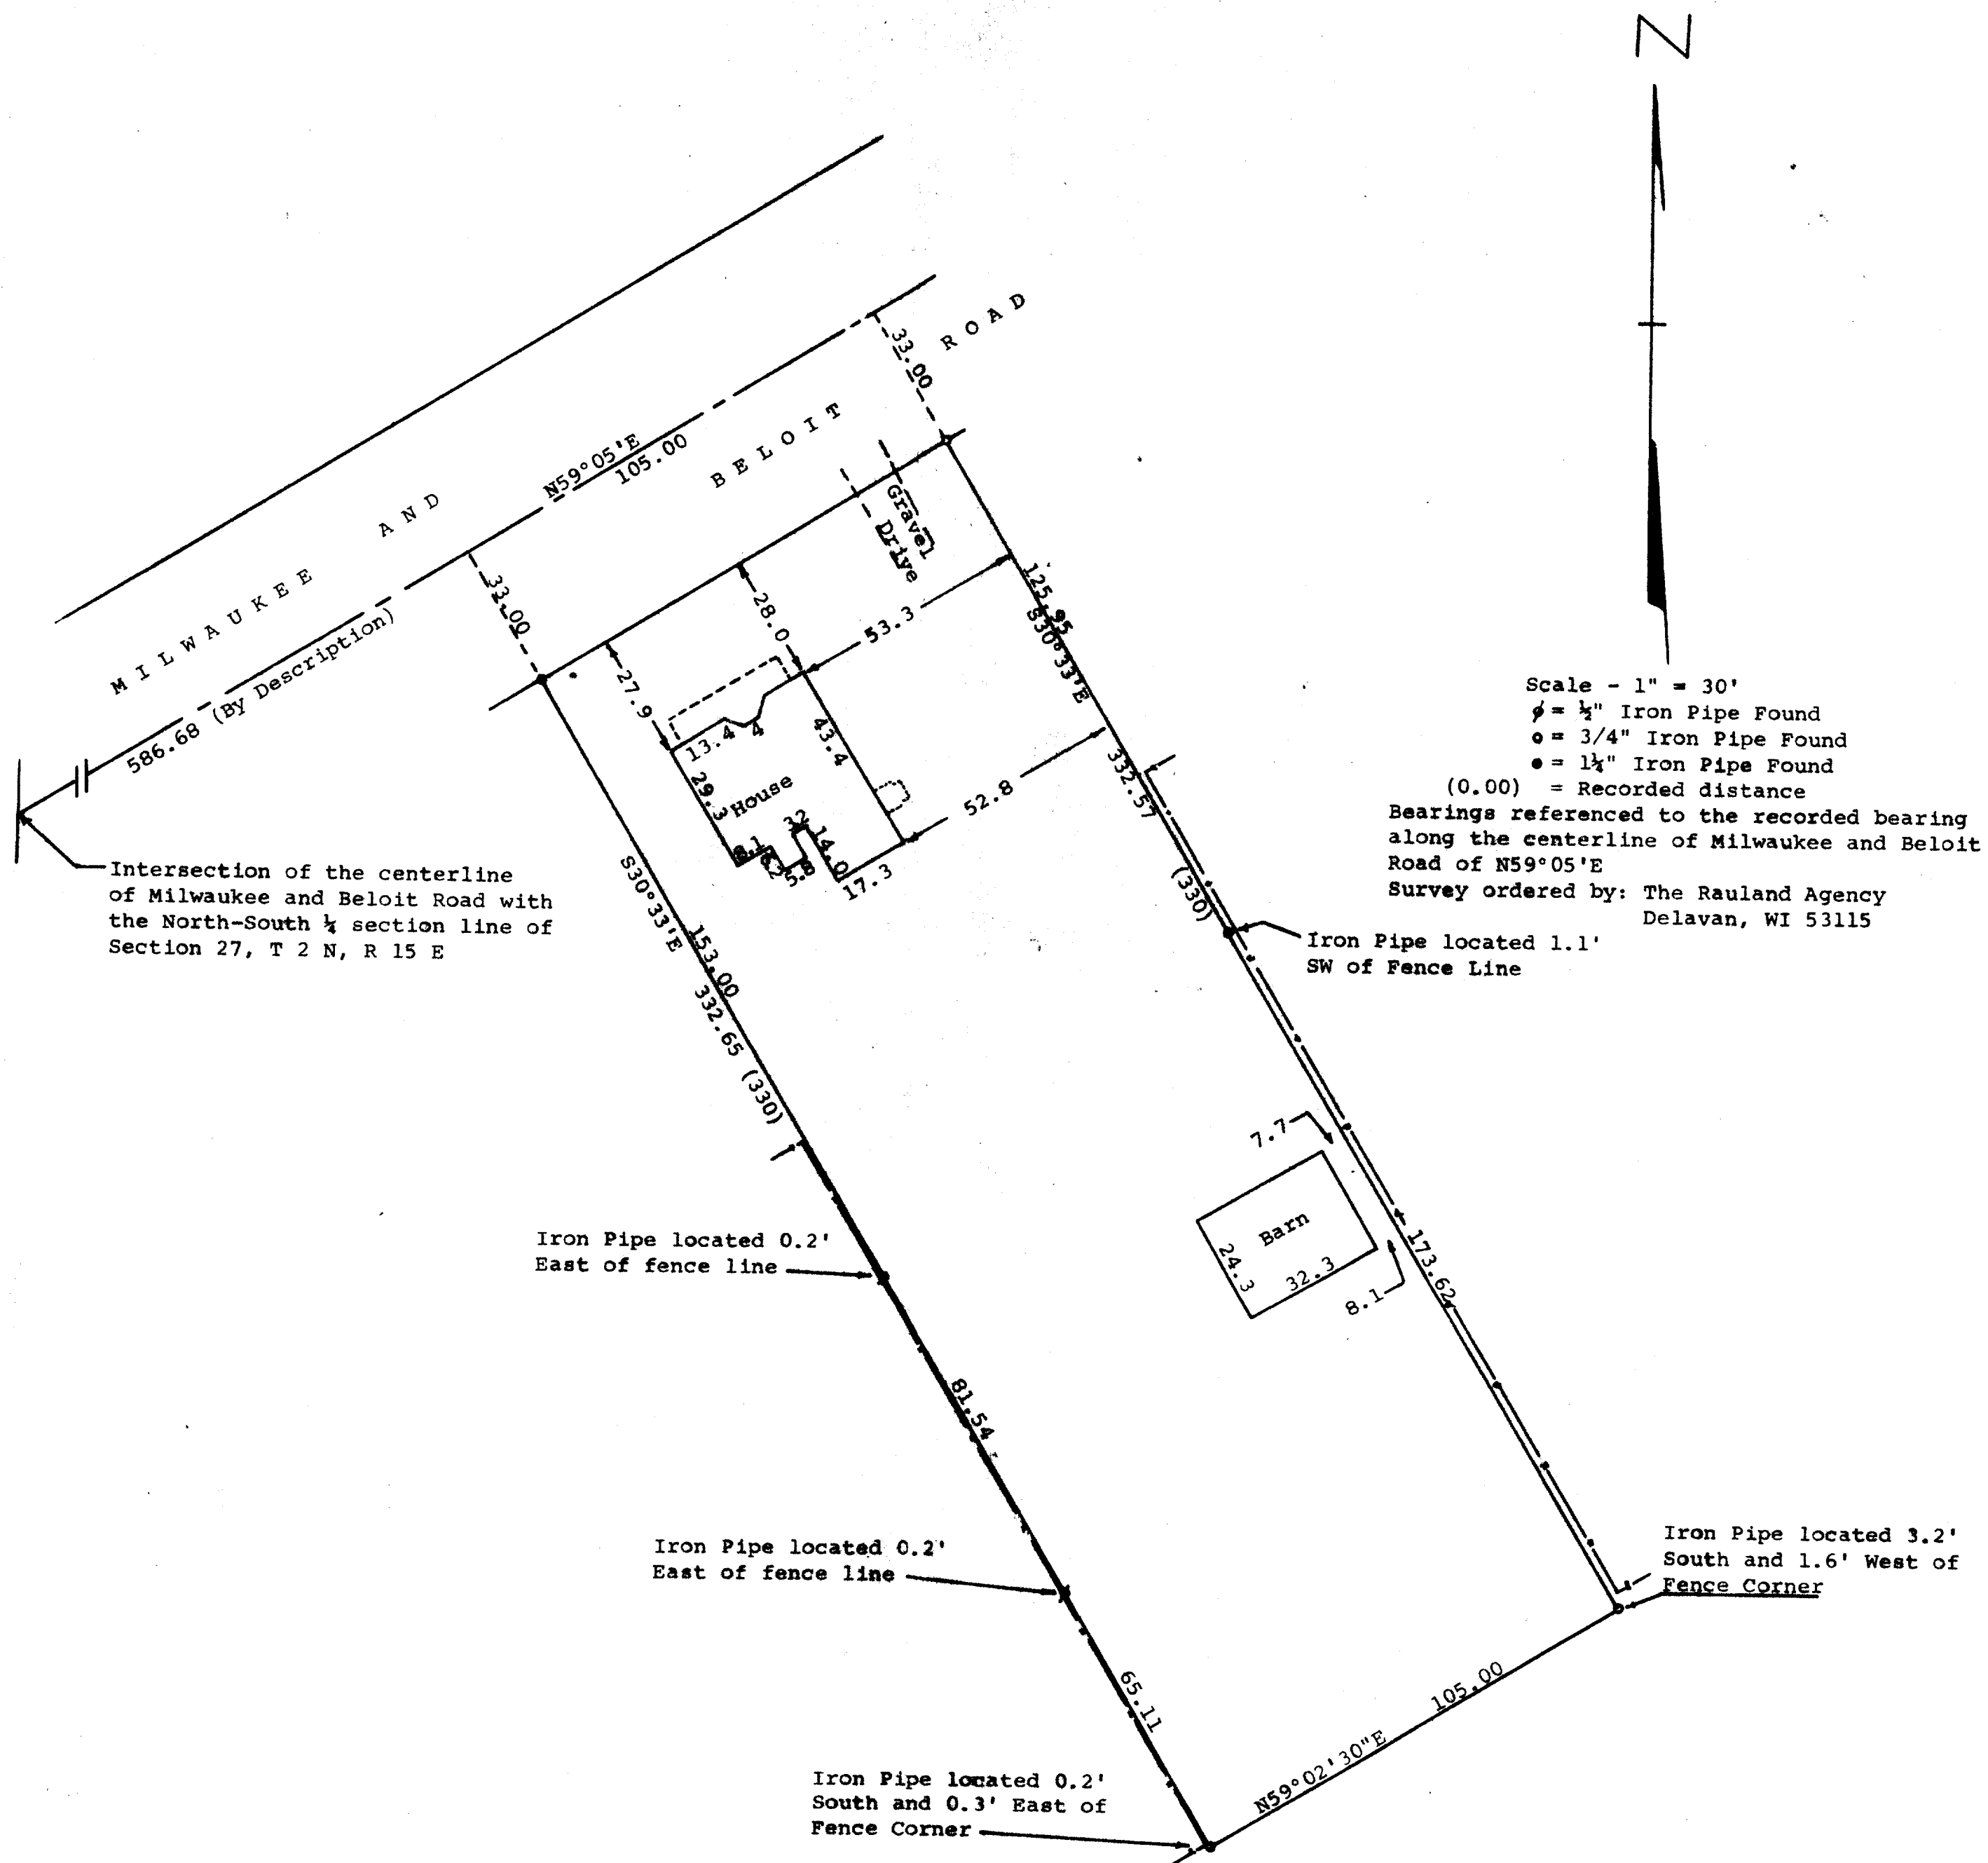 N
MILWAUKEE AND BELOIT ROAD
N59°05'E
105.00
33.00
33.00
586.68 (By Description)
Gravel
Drive
28.0
27.9
53.3
125.95
S30°33'E
13.4
4
43.4
29.3
House
52.8
332.57
(330)
14.0
17.3
S30°33'E
153.00
332.65 (330)
Scale - 1" = 30'
ϕ = ½" Iron Pipe Found
o = 3/4" Iron Pipe Found
● = 1¼" Iron Pipe Found
(0.00) = Recorded distance
Bearings referenced to the recorded bearing
along the centerline of Milwaukee and Beloit
Road of N59°05'E
Survey ordered by: The Rauland Agency
Delavan, WI 53115
Intersection of the centerline
of Milwaukee and Beloit Road with
the North-South ¼ section line of
Section 27, T 2 N, R 15 E
Iron Pipe located 1.1'
SW of Fence Line
7.7
Barn
24.3
32.3
8.1
173.62
Iron Pipe located 0.2'
East of fence line
81.54
Iron Pipe located 0.2'
East of fence line
Iron Pipe located 3.2'
South and 1.6' West of
Fence Corner
65.11
105.00
N59°02'30"E
Iron Pipe located 0.2'
South and 0.3' East of
Fence Corner